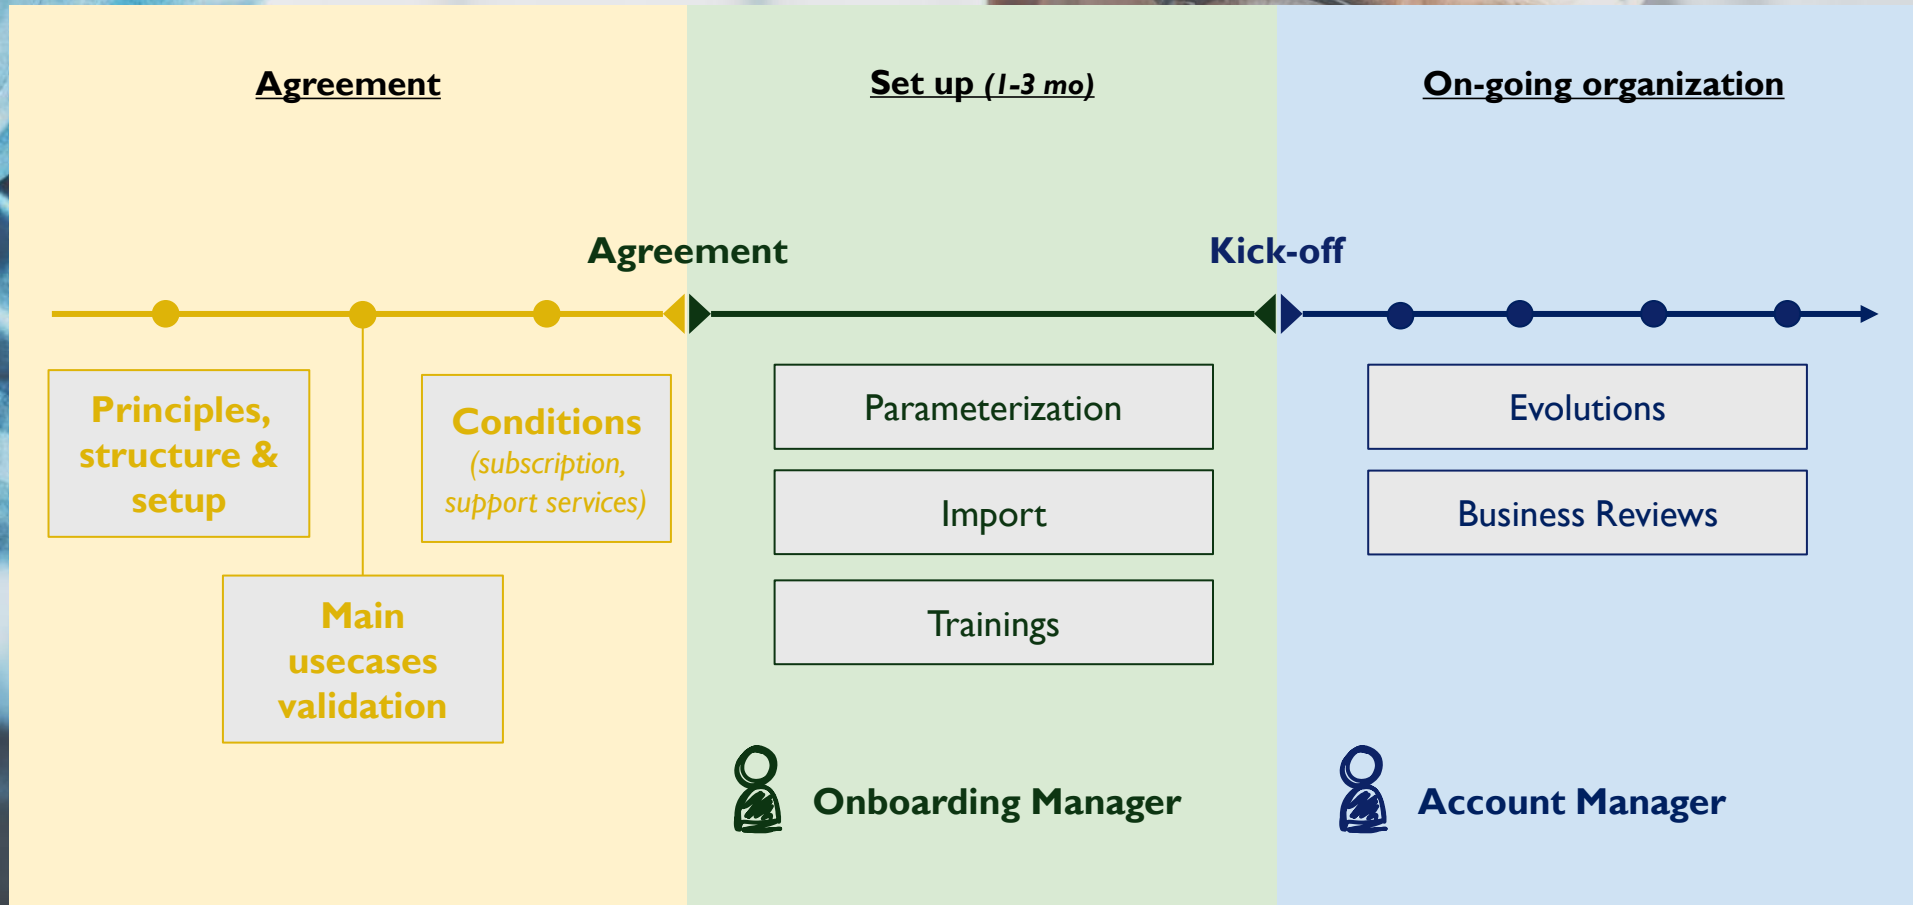 Agreement
Set up (1-3 mo)
On-going organization
Agreement
Kick-off
Principles,
structure &
setup
Conditions
(subscription,
support services)
Main
usecases
validation
Parameterization
Import
Trainings
Evolutions
Business Reviews
Onboarding Manager
Account Manager